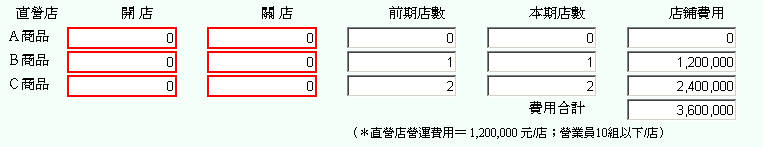 直營店 開 店 關 店 前期店數 本期店數 店舖費用
A商品 0 0 0 0 0
B商品 0 0 1 1 1,200,000
C商品 0 0 2 2 2,400,000
費用合計 3,600,000
(＊直營店營運費用＝1,200,000 元/店；營業員10組以下/店)